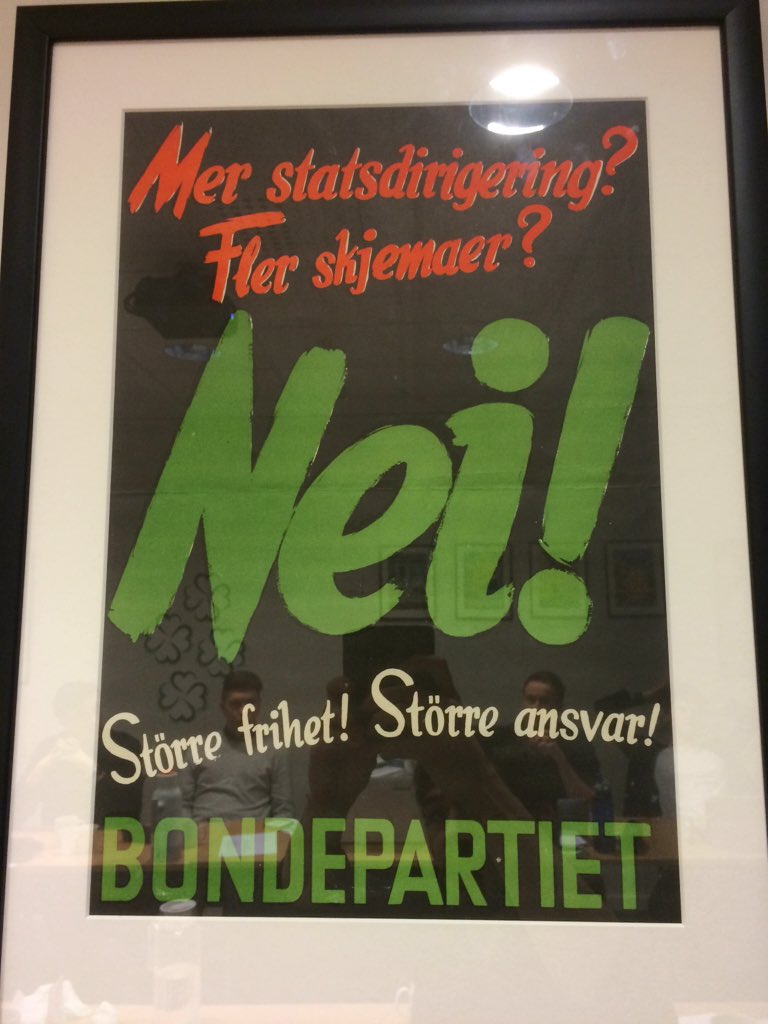 Mer statsdirigering?
Fler skjemaer?
Nei!
Större frihet! Större ansvar!
BONDEPARTIET